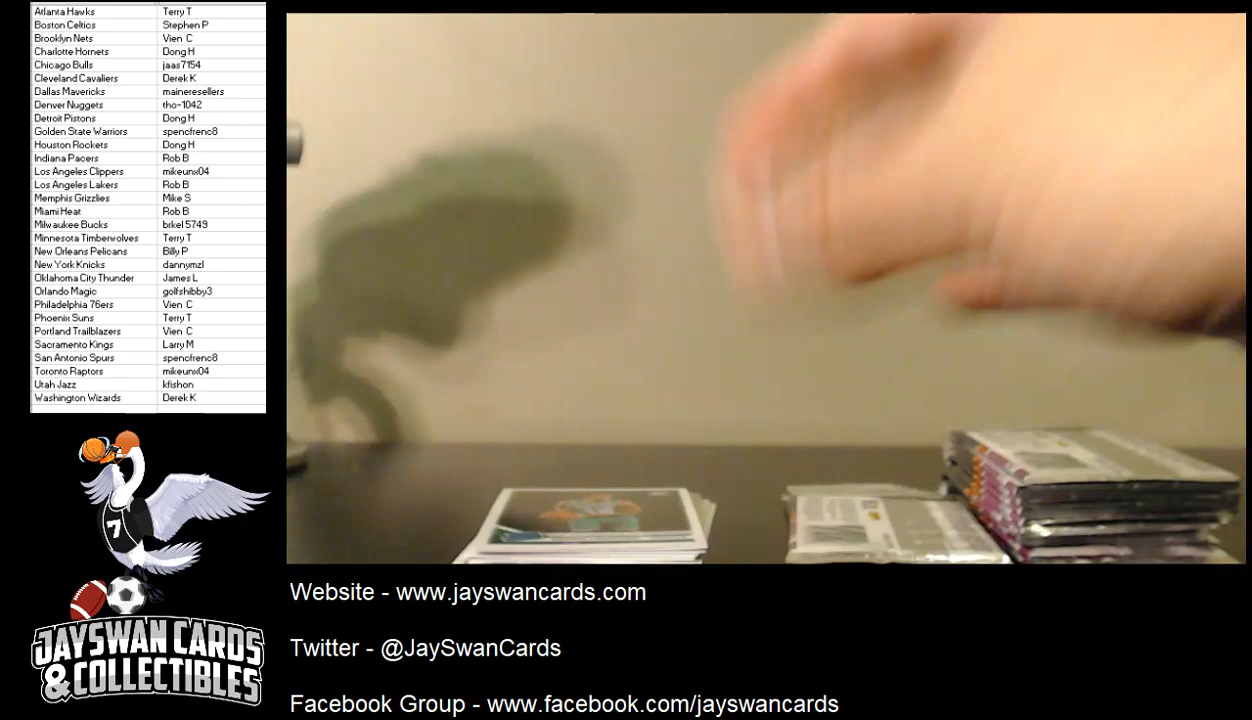 Atlanta Hawks Terry T
Boston Celtics Stephen P
Brooklyn Nets Vien C
Charlotte Hornets Dong H
Chicago Bulls jaas7154
Cleveland Cavaliers Derek K
Dallas Mavericks maineresellers
Denver Nuggets tho-1042
Detroit Pistons Dong H
Golden State Warriors spencfrenc8
Houston Rockets Dong H
Indiana Pacers Rob B
Los Angeles Clippers mikeunx04
Los Angeles Lakers Rob B
Memphis Grizzlies Mike S
Miami Heat Rob B
Milwaukee Bucks brkel5749
Minnesota Timberwolves Terry T
New Orleans Pelicans Billy P
New York Knicks dannymzl
Oklahoma City Thunder James L
Orlando Magic golfshibby3
Philadelphia 76ers Vien C
Phoenix Suns Terry T
Portland Trailblazers Vien C
Sacramento Kings Larry M
San Antonio Spurs spencfrenc8
Toronto Raptors mikeunx04
Utah Jazz kfishon
Washington Wizards Derek K
7
JAYSWAN CARDS
& COLLECTIBLES
Website - www.jayswancards.com
Twitter - @JaySwanCards
Facebook Group - www.facebook.com/jayswancards